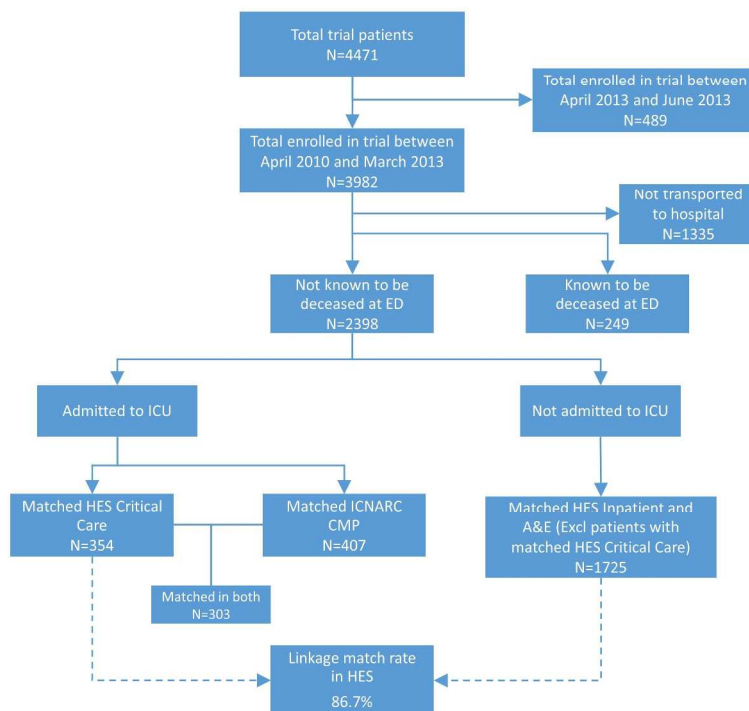 Total trial patients
N=4471
Total enrolled in trial between
April 2013 and June 2013
N=489
Total enrolled in trial between
April 2010 and March 2013
N=3982
Not transported
to hospital
N=1335
Not known to be
deceased at ED
N=2398
Known to be
deceased at ED
N=249
Admitted to ICU
Not admitted to ICU
Matched HES Critical
Care
N=354
Matched ICNARC
CMP
N=407
Matched HES Inpatient and
A&E (Excl patients with
matched HES Critical Care)
N=1725
Matched in both
N=303
Linkage match rate
in HES
86.7%